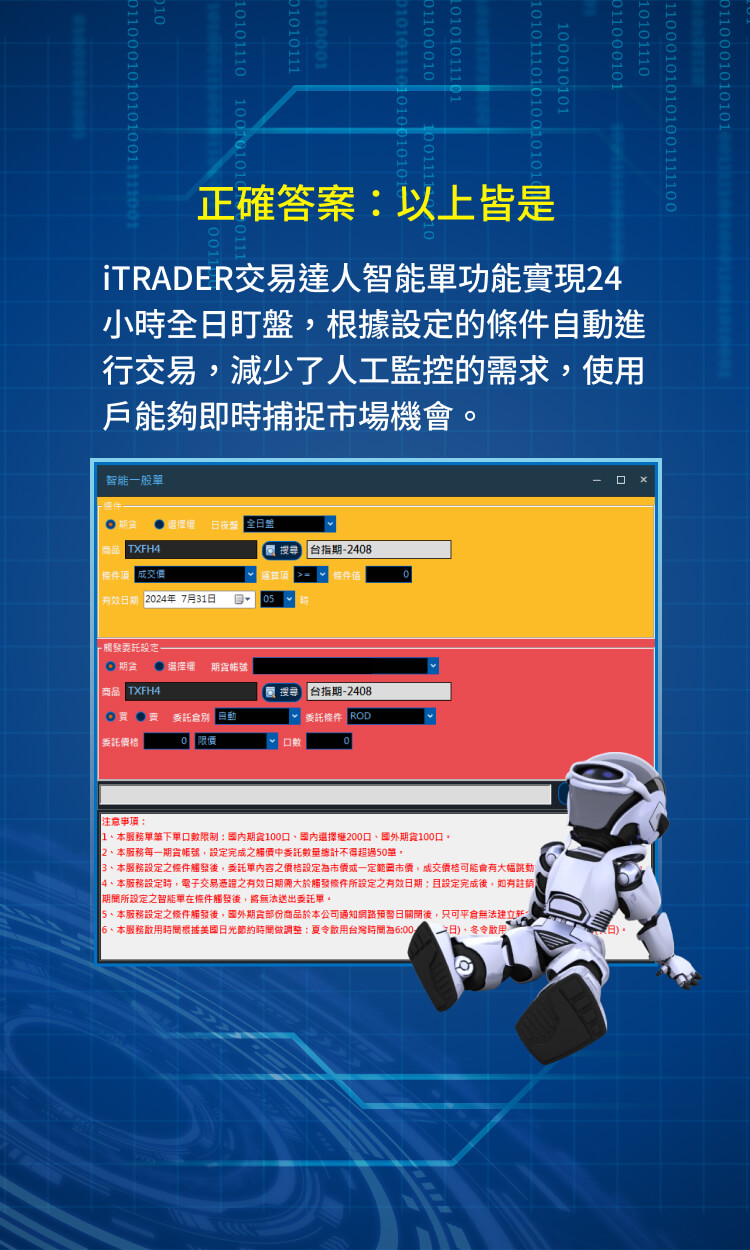 正確答案：以上皆是
iTRADER交易達人智能單功能實現24
小時全日盯盤，根據設定的條件自動進
行交易，減少了人工監控的需求，使用
戶能夠即時捕捉市場機會。
智能一般單
條件
期貨 選擇權 日夜盤 全日盤
商品 TXFH4 搜尋 台指期-2408
條件項 成交價 運算項 >= 條件值 0
有效日期 2024年 7月31日 05 時
觸發委託設定
期貨 選擇權 期貨帳號
商品 TXFH4 搜尋 台指期-2408
買 賣 委託倉別 自動 委託條件 ROD
委託價格 0 限價 口數 0
注意事項：
1、本服務單筆下單口數限制：國內期貨100口、國內選擇權200口、國外期貨100口。
2、本服務每一期貨帳號，設定完成之觸價中委託數量總計不得超過50筆。
3、本服務設定之條件觸發後，委託單內容之價格設定為市價或一定範圍市價，成交價格可能會有大幅跳動
4、本服務設定時，電子交易憑證之有效日期需大於觸發條件所設定之有效日期；且設定完成後，如有註銷
期間所設定之智能單在條件觸發後，將無法送出委託單。
5、本服務設定之條件觸發後，國外期貨部份商品於本公司通知網路預警日關閉後，只可平倉無法建立新
6、本服務啟用時間根據美國日光節約時間做調整：夏令啟用台灣時間為6:00- 日)、冬令啟用 日)。